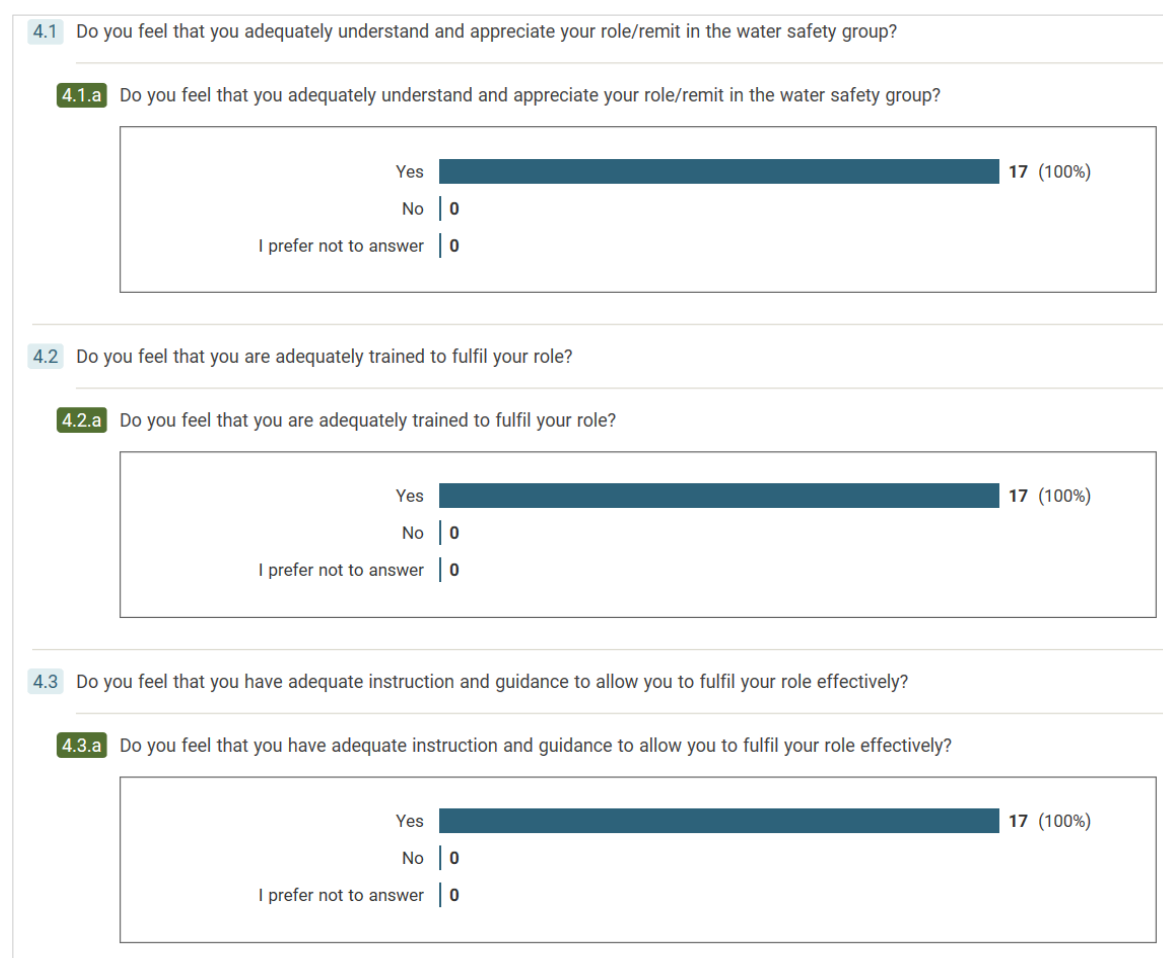 4.1 Do you feel that you adequately understand and appreciate your role/remit in the water safety group?
4.1.a Do you feel that you adequately understand and appreciate your role/remit in the water safety group?
Yes 17 (100%)
No 0
I prefer not to answer 0
4.2 Do you feel that you are adequately trained to fulfil your role?
4.2.a Do you feel that you are adequately trained to fulfil your role?
Yes 17 (100%)
No 0
I prefer not to answer 0
4.3 Do you feel that you have adequate instruction and guidance to allow you to fulfil your role effectively?
4.3.a Do you feel that you have adequate instruction and guidance to allow you to fulfil your role effectively?
Yes 17 (100%)
No 0
I prefer not to answer 0